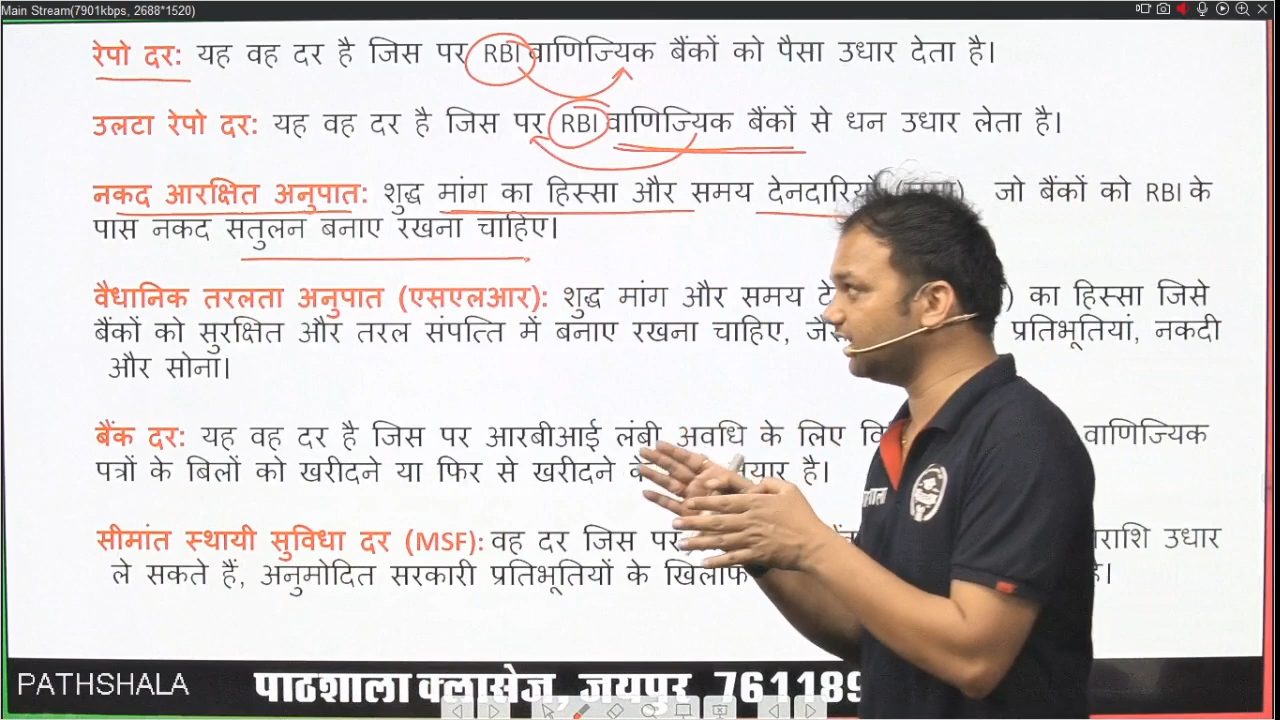 Main Stream(7901kbps, 2688*1520)
रेपो दर: यह वह दर है जिस पर RBI वाणिज्यिक बैंकों को पैसा उधार देता है।
उलटा रेपो दर: यह वह दर है जिस पर RBI वाणिज्यिक बैंकों से धन उधार लेता है।
नकद आरक्षित अनुपात: शुद्ध मांग का हिस्सा और समय देनदारियों जो बैंकों को RBI के
पास नकद संतुलन बनाए रखना चाहिए।
वैधानिक तरलता अनुपात (एसएलआर): शुद्ध मांग और समय का हिस्सा जिसे
बैंकों को सुरक्षित और तरल संपत्ति में बनाए रखना चाहिए, प्रतिभूतियां, नकदी
और सोना।
बैंक दर: यह वह दर है जिस पर आरबीआई लंबी अवधि के लिए वाणिज्यिक
पत्रों के बिलों को खरीदने या फिर से खरीदने है।
सीमांत स्थायी सुविधा दर (MSF): वह दर जिस पर उधार
ले सकते हैं, अनुमोदित सरकारी प्रतिभूतियों के खिलाफ
PATHSHALA पाठशाला क्लासेज, जयपुर 761189